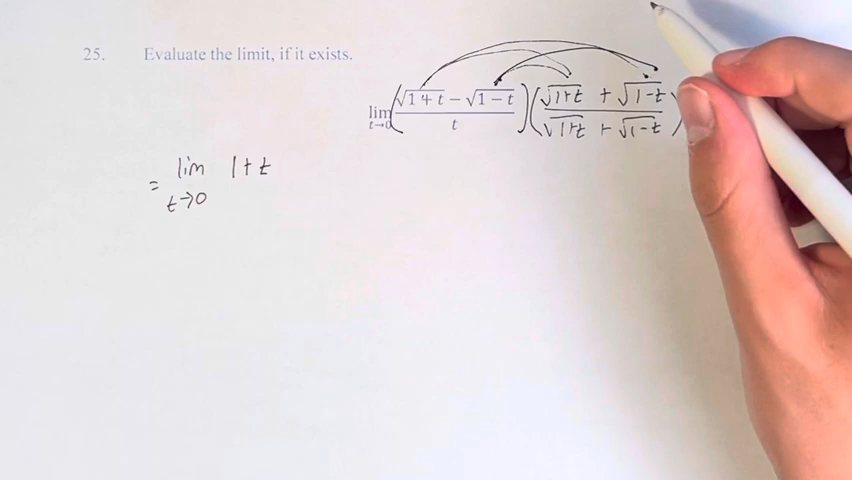 25. Evaluate the limit, if it exists.
lim t→0 ( (√1+t − √1−t) / t ) ( (√1+t + √1−t) / (√1+t + √1−t) )
= lim t→0 1+t